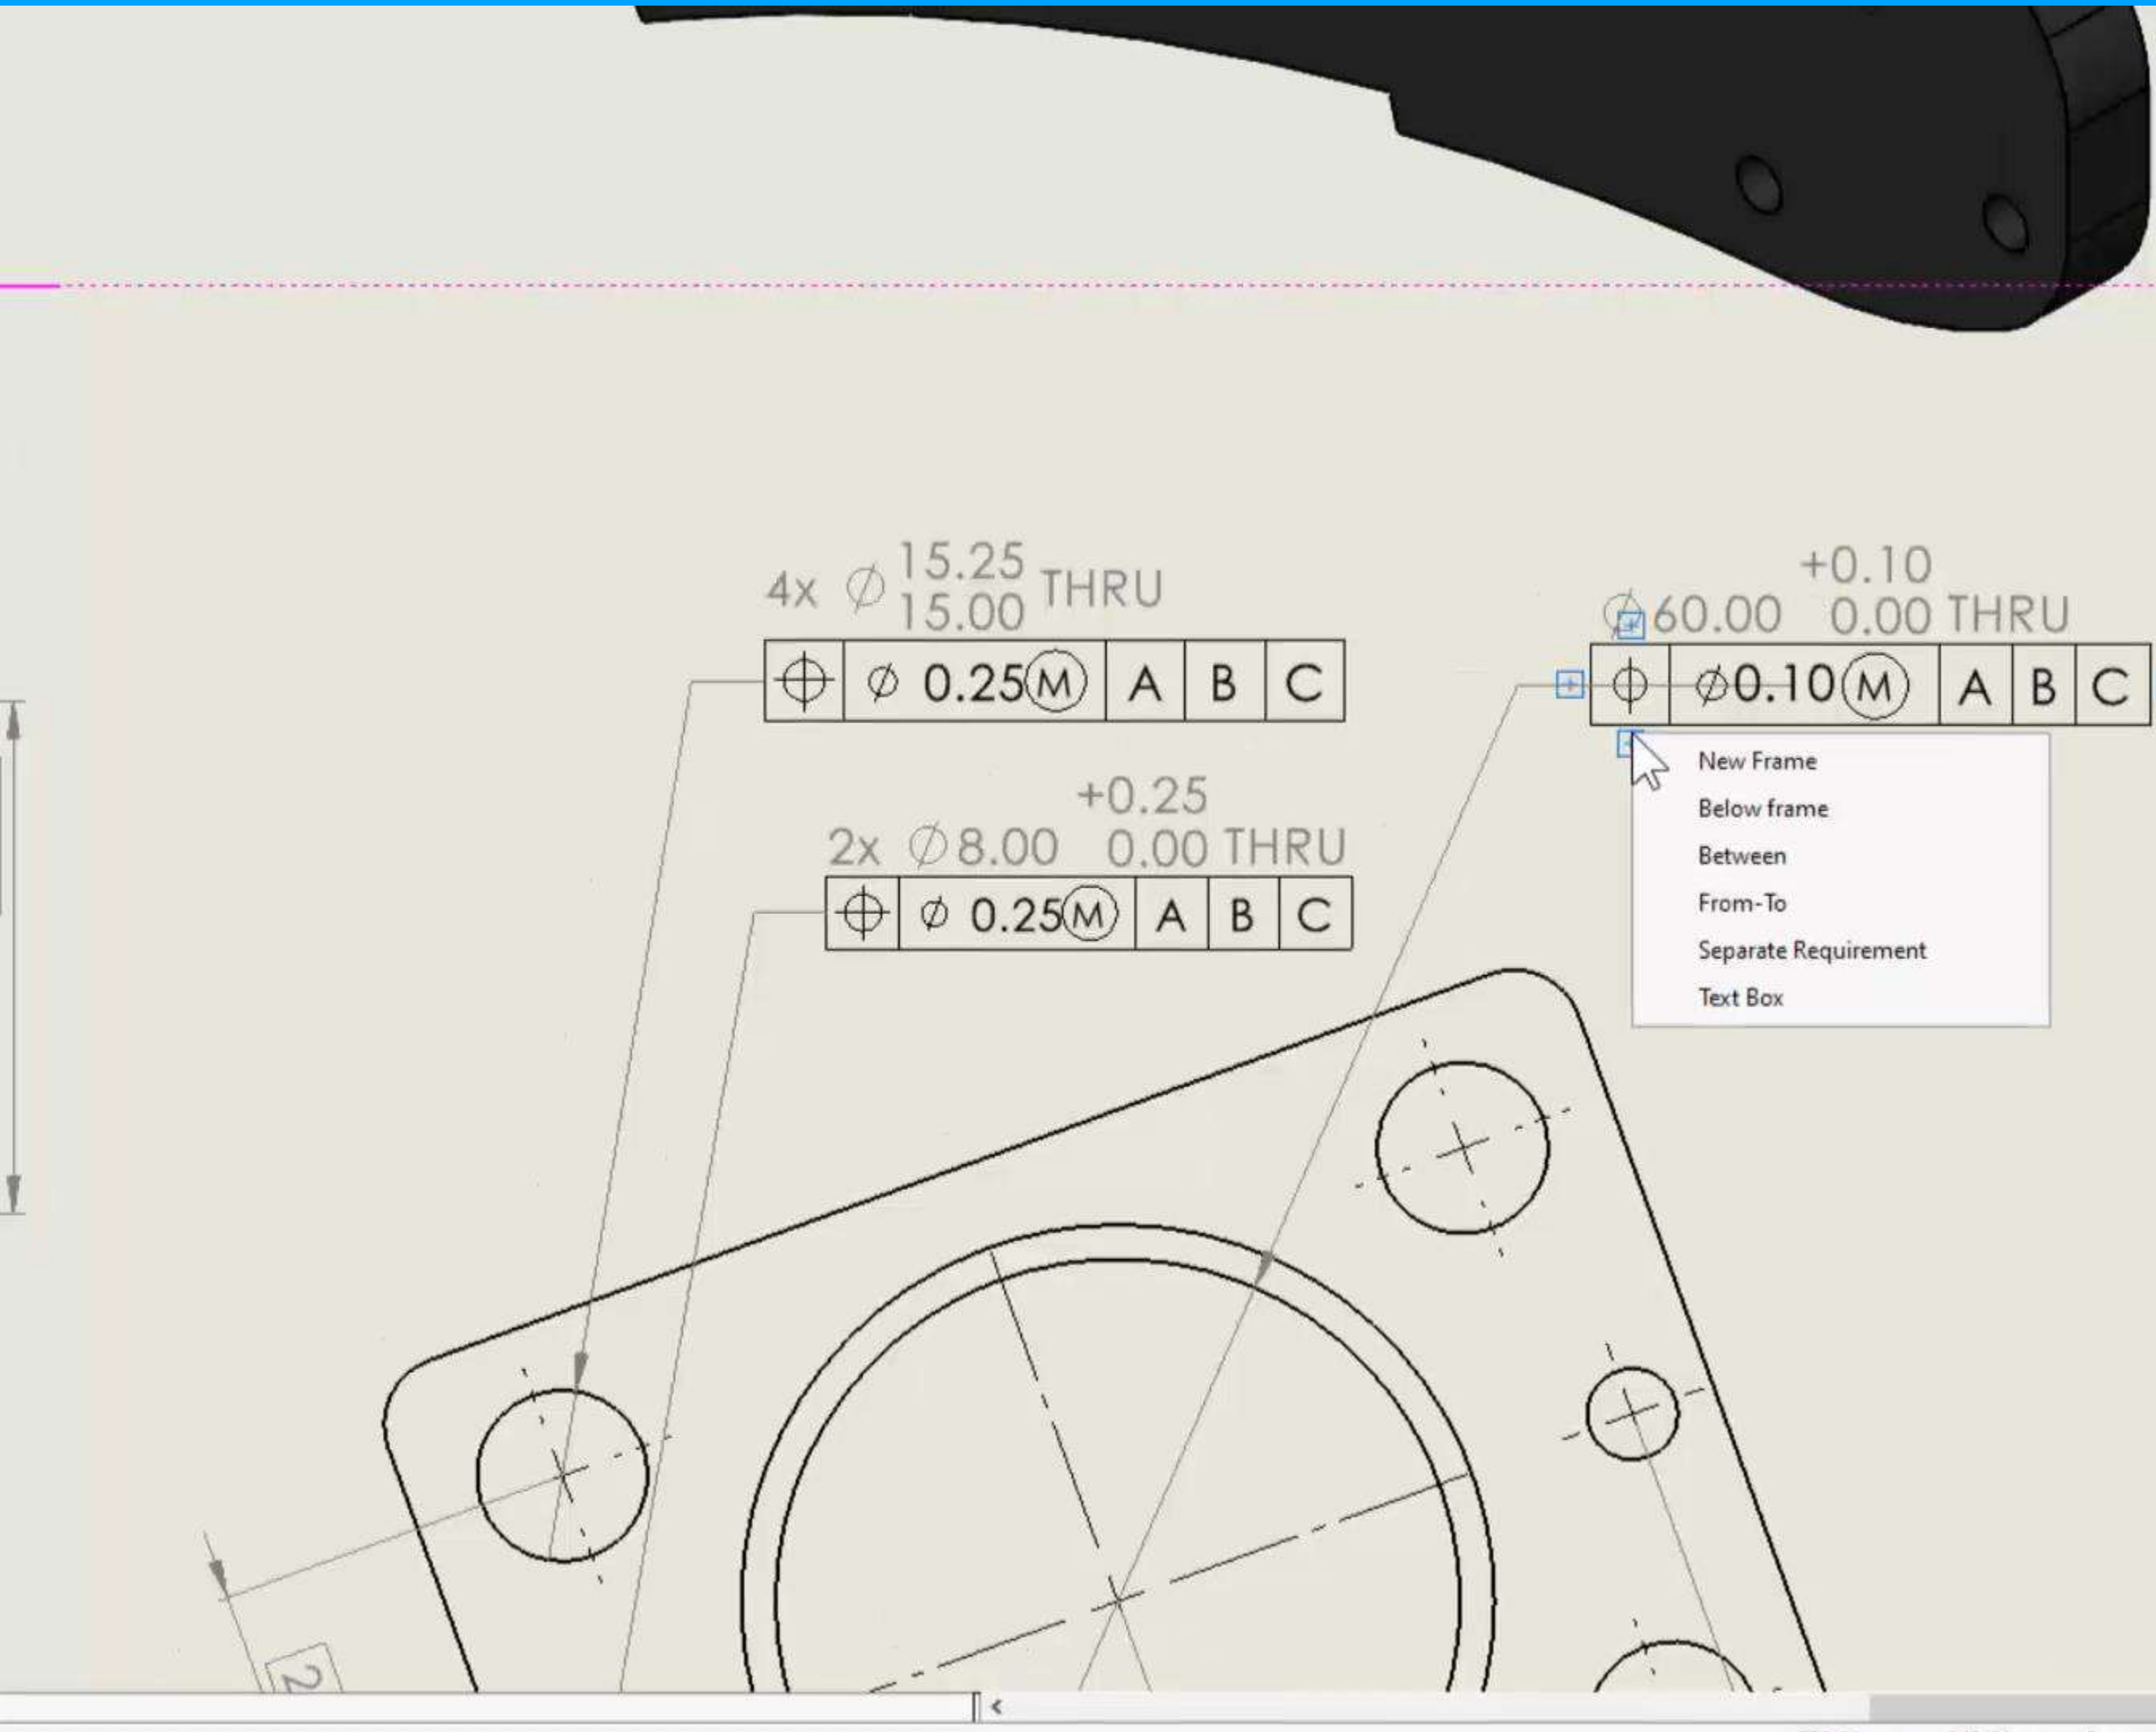 4x ⌀ 15.25 THRU
15.00
⌖ ⌀ 0.25Ⓜ A B C
+0.25
2x ⌀8.00 0.00 THRU
⌖ ⌀ 0.25Ⓜ A B C
+0.10
⌀60.00 0.00 THRU
⌖ ⌀0.10Ⓜ A B C
New Frame
Below frame
Between
From-To
Separate Requirement
Text Box
2